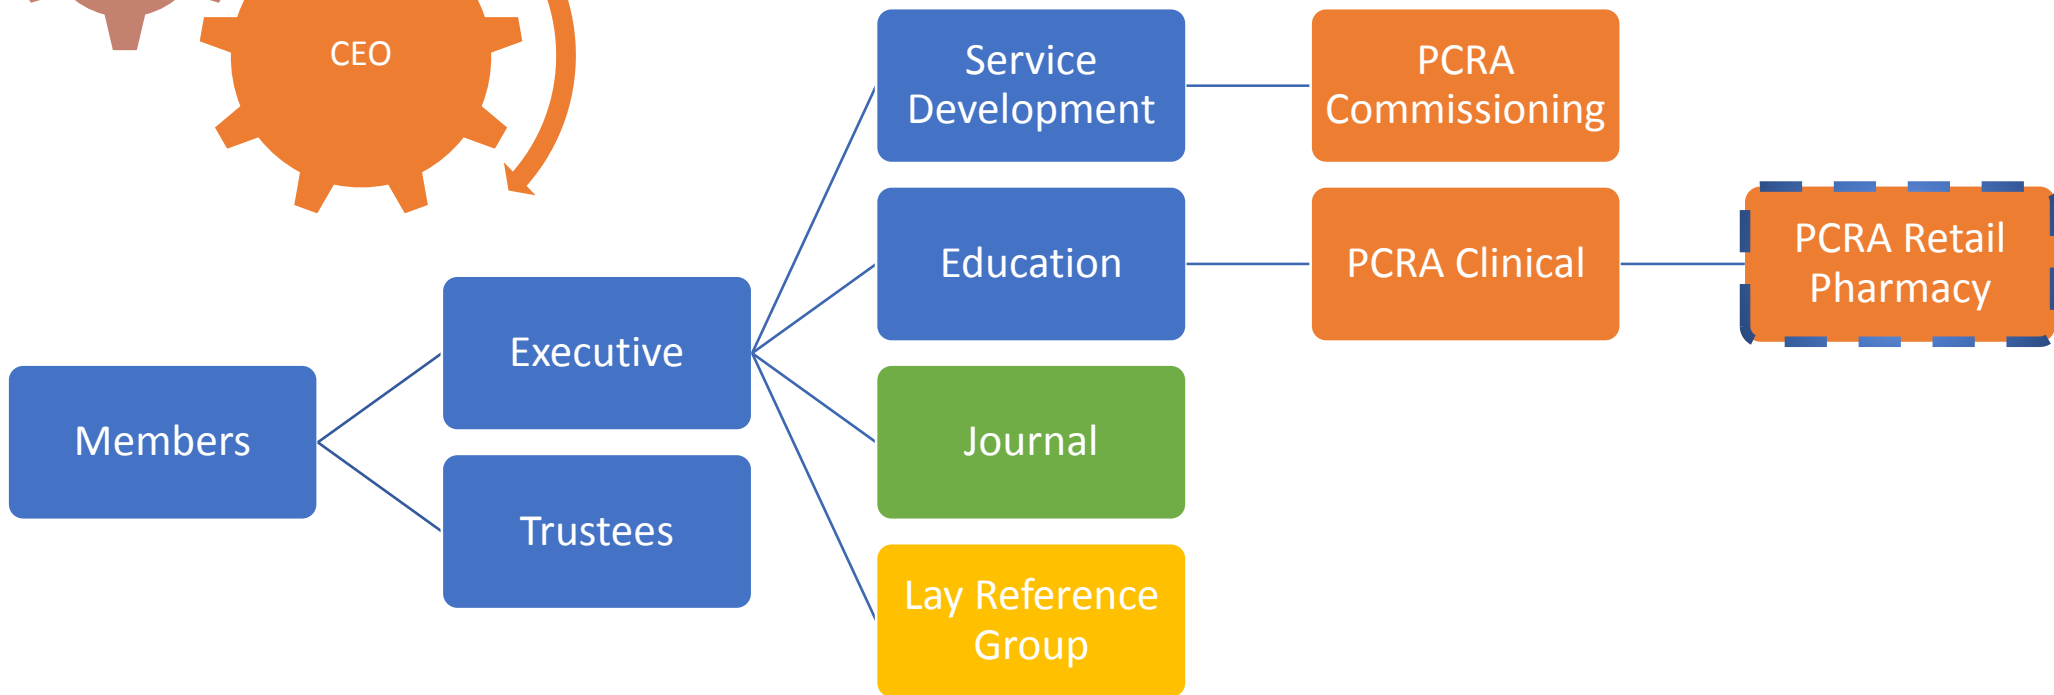 CEO
Service
Development
PCRA
Commissioning
Education
PCRA Clinical
PCRA Retail
Pharmacy
Executive
Members
Journal
Trustees
Lay Reference
Group